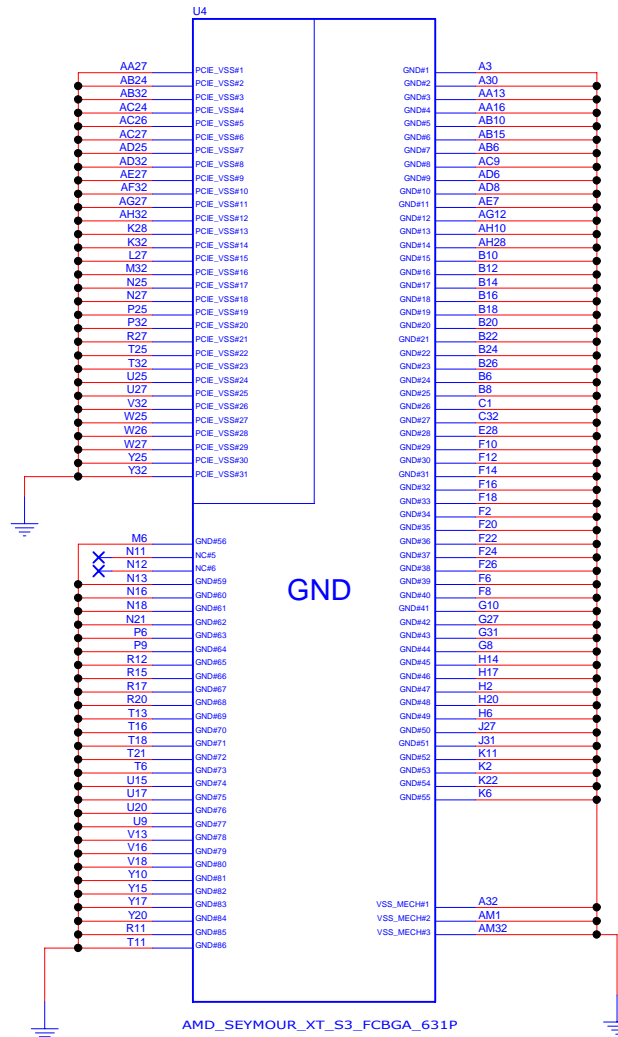 U4
AA27 PCIE_VSS#1 GND#1 A3
AB24 PCIE_VSS#2 GND#2 A30
AB32 PCIE_VSS#3 GND#3 AA13
AC24 PCIE_VSS#4 GND#4 AA16
AC26 PCIE_VSS#5 GND#5 AB10
AC27 PCIE_VSS#6 GND#6 AB15
AD25 PCIE_VSS#7 GND#7 AB6
AD32 PCIE_VSS#8 GND#8 AC9
AE27 PCIE_VSS#9 GND#9 AD6
AF32 PCIE_VSS#10 GND#10 AD8
AG27 PCIE_VSS#11 GND#11 AE7
AH32 PCIE_VSS#12 GND#12 AG12
K28 PCIE_VSS#13 GND#13 AH10
K32 PCIE_VSS#14 GND#14 AH28
L27 PCIE_VSS#15 GND#15 B10
M32 PCIE_VSS#16 GND#16 B12
N25 PCIE_VSS#17 GND#17 B14
N27 PCIE_VSS#18 GND#18 B16
P25 PCIE_VSS#19 GND#19 B18
P32 PCIE_VSS#20 GND#20 B20
R27 PCIE_VSS#21 GND#21 B22
T25 PCIE_VSS#22 GND#22 B24
T32 PCIE_VSS#23 GND#23 B26
U25 PCIE_VSS#24 GND#24 B6
U27 PCIE_VSS#25 GND#25 B8
V32 PCIE_VSS#26 GND#26 C1
W25 PCIE_VSS#27 GND#27 C32
W26 PCIE_VSS#28 GND#28 E28
W27 PCIE_VSS#29 GND#29 F10
Y25 PCIE_VSS#30 GND#30 F12
Y32 PCIE_VSS#31 GND#31 F14
GND#32 F16
GND#33 F18
GND#34 F2
GND#35 F20
M6 GND#56 GND#36 F22
N11 NC#5 GND#37 F24
N12 NC#6 GND#38 F26
N13 GND#59 GND#39 F6
N16 GND#60 GND#40 F8
N18 GND#61 GND#41 G10
N21 GND#62 GND#42 G27
P6 GND#63 GND#43 G31
P9 GND#64 GND#44 G8
R12 GND#65 GND#45 H14
R15 GND#66 GND#46 H17
R17 GND#67 GND#47 H2
R20 GND#68 GND#48 H20
T13 GND#69 GND#49 H6
T16 GND#70 GND#50 J27
T18 GND#71 GND#51 J31
T21 GND#72 GND#52 K11
T6 GND#73 GND#53 K2
U15 GND#74 GND#54 K22
U17 GND#75 GND#55 K6
U20 GND#76
U9 GND#77
V13 GND#78
V16 GND#79
V18 GND#80
Y10 GND#81
Y15 GND#82
Y17 GND#83 VSS_MECH#1 A32
Y20 GND#84 VSS_MECH#2 AM1
R11 GND#85 VSS_MECH#3 AM32
T11 GND#86
GND
AMD_SEYMOUR_XT_S3_FCBGA_631P